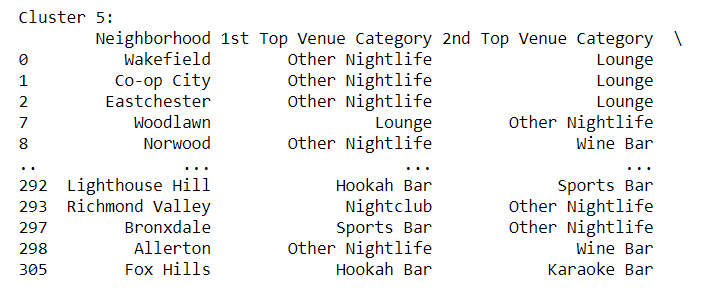 Cluster 5:
Neighborhood 1st Top Venue Category 2nd Top Venue Category \
0 Wakefield Other Nightlife Lounge
1 Co-op City Other Nightlife Lounge
2 Eastchester Other Nightlife Lounge
7 Woodlawn Lounge Other Nightlife
8 Norwood Other Nightlife Wine Bar
.. ... ... ...
292 Lighthouse Hill Hookah Bar Sports Bar
293 Richmond Valley Nightclub Other Nightlife
297 Bronxdale Sports Bar Other Nightlife
298 Allerton Other Nightlife Wine Bar
305 Fox Hills Hookah Bar Karaoke Bar